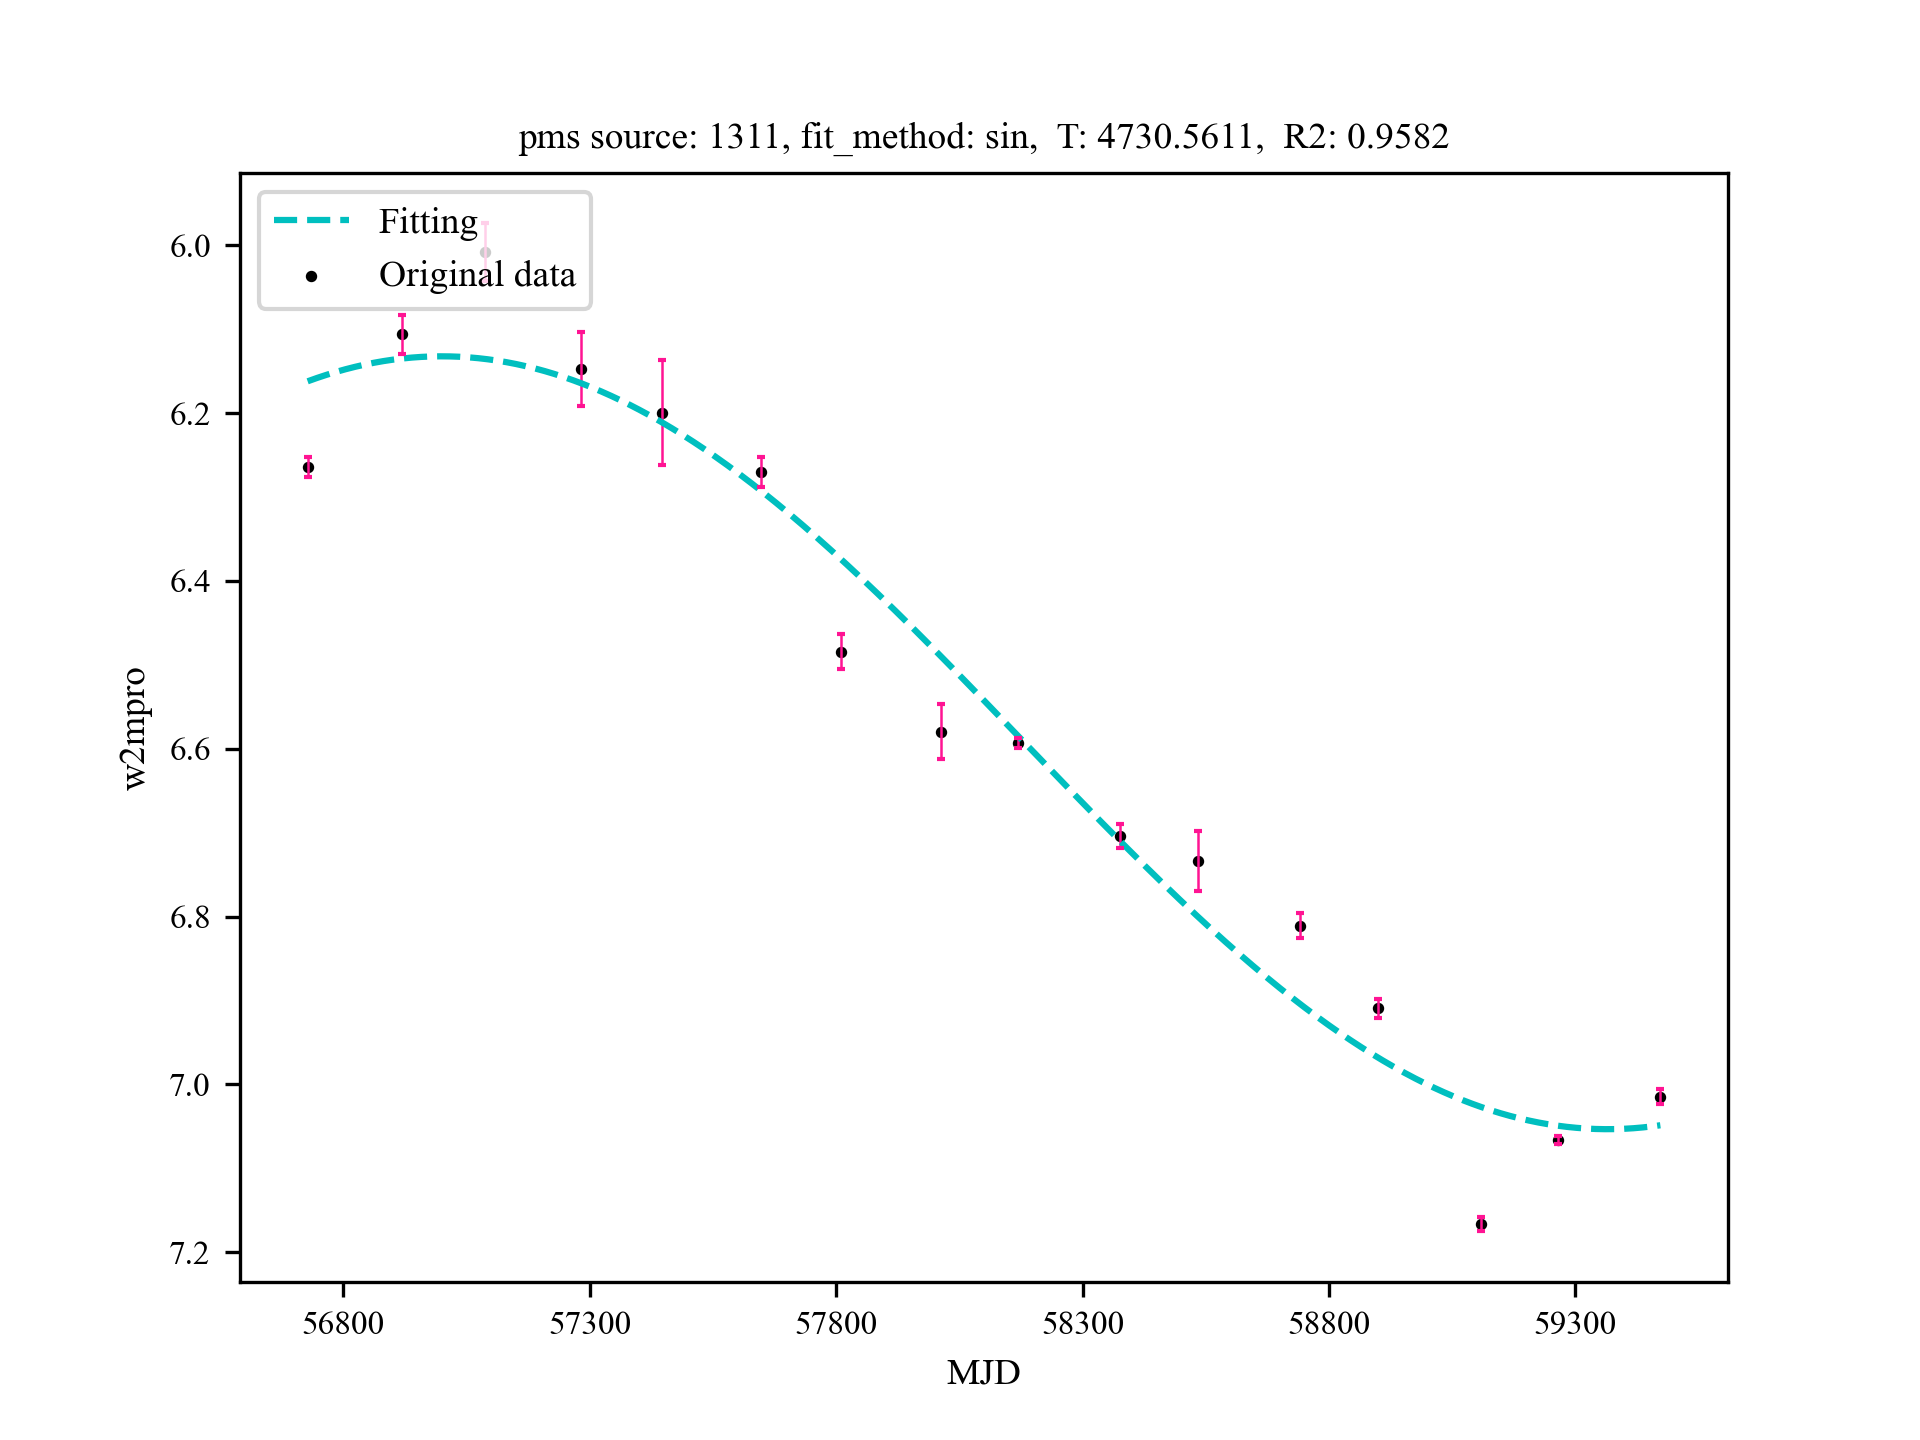 pms source: 1311, fit_method: sin,  T: 4730.5611,  R2: 0.9582
Fitting
Original data
6.0
6.2
6.4
6.6
6.8
7.0
7.2
w2mpro
56800 57300 57800 58300 58800 59300
MJD